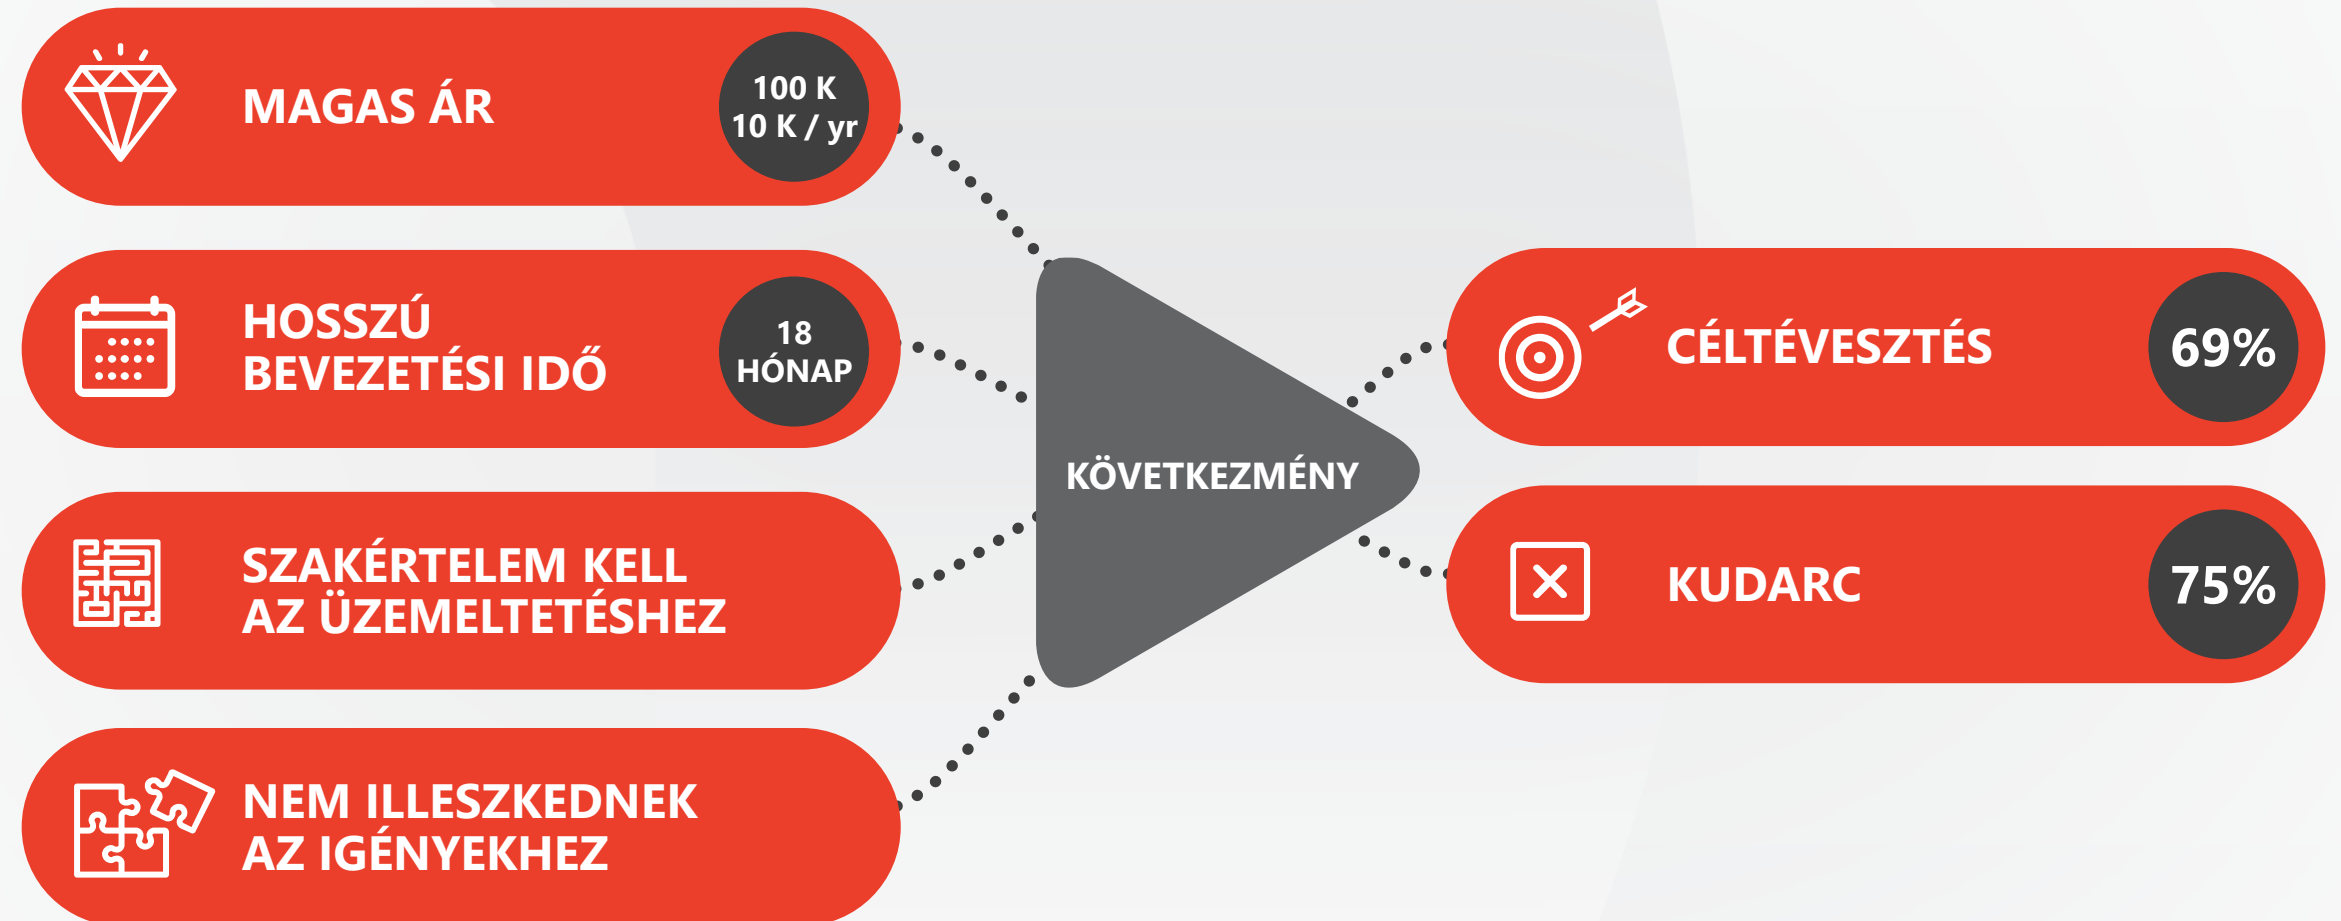 MAGAS ÁR
100 K
10 K / yr
HOSSZÚ
BEVEZETÉSI IDŐ
18
HÓNAP
SZAKÉRTELEM KELL
AZ ÜZEMELTETÉSHEZ
NEM ILLESZKEDNEK
AZ IGÉNYEKHEZ
KÖVETKEZMÉNY
CÉLTÉVESZTÉS
69%
KUDARC
75%